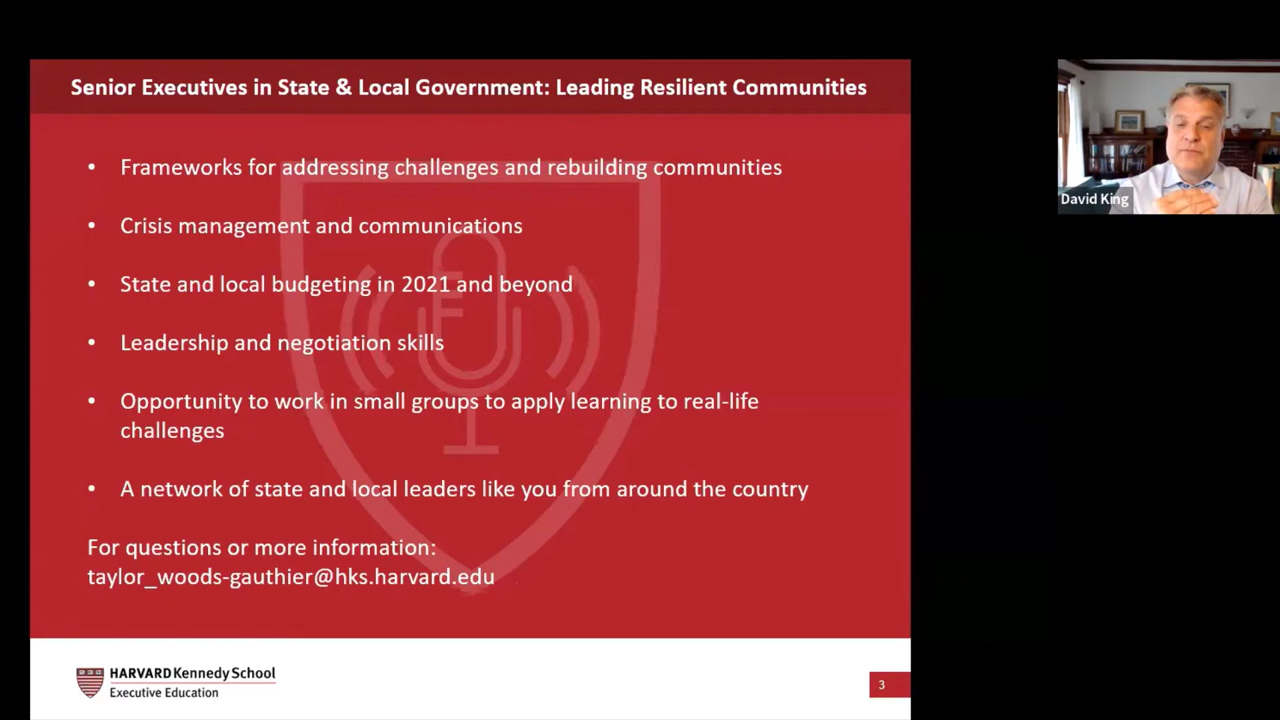 Senior Executives in State & Local Government: Leading Resilient Communities
• Frameworks for addressing challenges and rebuilding communities
• Crisis management and communications
• State and local budgeting in 2021 and beyond
• Leadership and negotiation skills
• Opportunity to work in small groups to apply learning to real-life
challenges
• A network of state and local leaders like you from around the country
For questions or more information:
taylor_woods-gauthier@hks.harvard.edu
HARVARD Kennedy School
Executive Education
3
David King